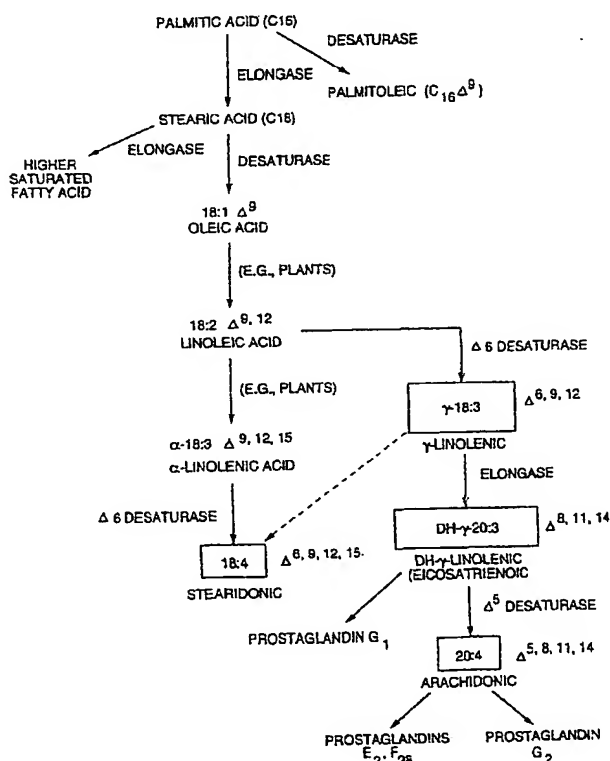 PALMITIC ACID (C16)
DESATURASE
ELONGASE
PALMITOLEIC (C16 Δ9)
STEARIC ACID (C18)
ELONGASE
DESATURASE
HIGHER
SATURATED
FATTY ACID
18:1 Δ9
OLEIC ACID
(E.G., PLANTS)
18:2 Δ9, 12
LINOLEIC ACID
Δ6 DESATURASE
(E.G., PLANTS)
γ-18:3 Δ6, 9, 12
γ-LINOLENIC
α-18:3 Δ9, 12, 15
α-LINOLENIC ACID
ELONGASE
Δ6 DESATURASE
DH-γ-20:3 Δ8, 11, 14
18:4 Δ6, 9, 12, 15.
STEARIDONIC
DH-γ-LINOLENIC
(EICOSATRIENOIC
Δ5 DESATURASE
PROSTAGLANDIN G1
20:4 Δ5, 8, 11, 14
ARACHIDONIC
PROSTAGLANDINS
E2,
PROSTAGLANDIN
G2